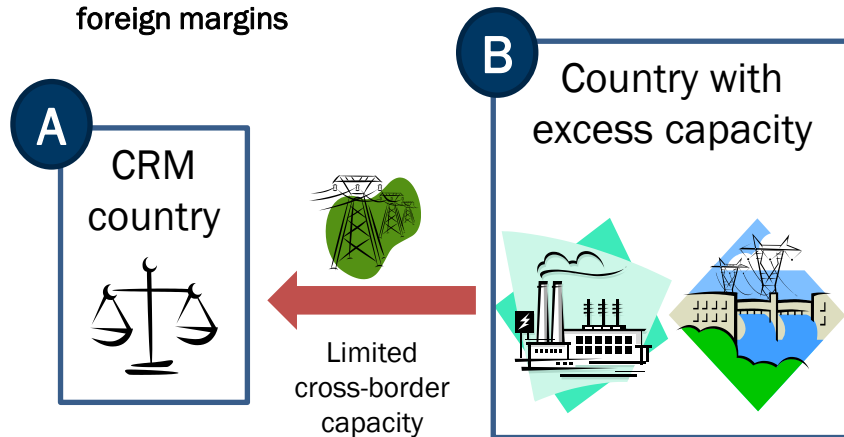 foreign margins
A
CRM
country
B
Country with
excess capacity
Limited
cross-border
capacity